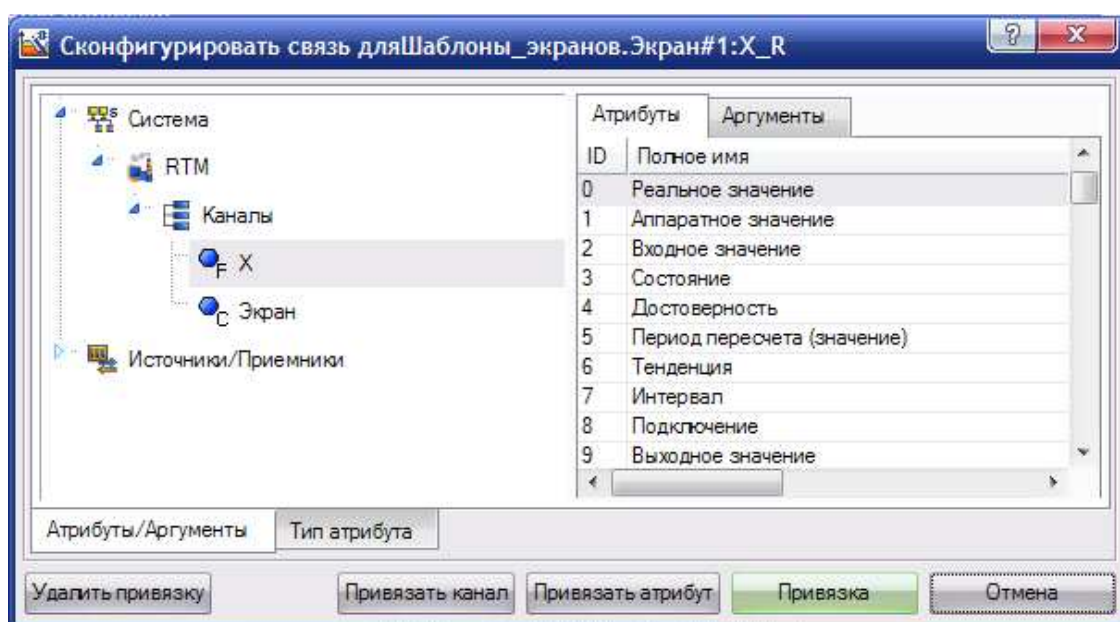 Сконфигурировать связь дляШаблоны_экранов.Экран#1:X_R
Система
RTM
Каналы
X
Экран
Источники/Приемники
Атрибуты Аргументы
ID Полное имя
0 Реальное значение
1 Аппаратное значение
2 Входное значение
3 Состояние
4 Достоверность
5 Период пересчета (значение)
6 Тенденция
7 Интервал
8 Подключение
9 Выходное значение
Атрибуты/Аргументы Тип атрибута
Удалить привязку Привязать канал Привязать атрибут Привязка Отмена